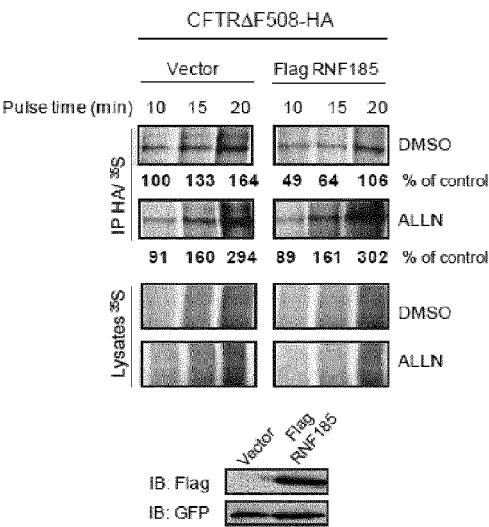 CFTRΔF508-HA
Vector Flag RNF185
Pulse time (min) 10 15 20 10 15 20
IP HA/ ³⁵S
DMSO
100 133 164 49 64 106 % of control
ALLN
91 160 294 89 161 302 % of control
Lysates ³⁵S
DMSO
ALLN
Vector Flag RNF185
IB: Flag
IB: GFP